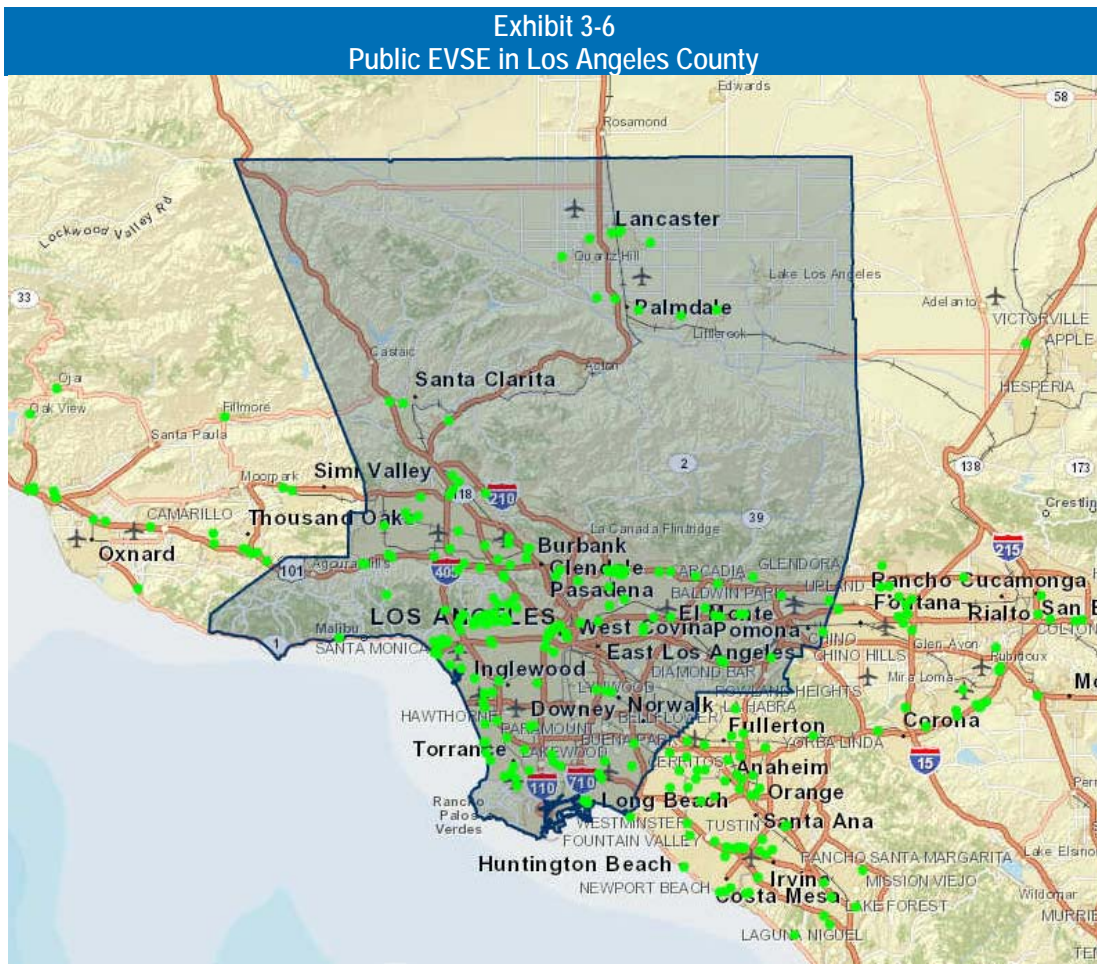 Exhibit 3-6
Public EVSE in Los Angeles County
Edwards
58
Rosamond
Lockwood Valley Rd
Lancaster
Quartz Hill
Lake Los Angeles
33
Palmdale
Adelanto
VICTORVILLE
Littlerock
APPLE
Castaic
Ojai
Acton
Santa Clarita
HESPERIA
Oak View
Fillmore
Santa Paula
2
138
173
Simi Valley
Moorpark
118
210
39
Crestlin
CAMARILLO
Thousand Oaks
La Canada Flintridge
215
Oxnard
Burbank
101
Agoura Hills
405
Glendale
ARCADIA
GLENDORA
UPLAND
Rancho Cucamonga
Pasadena
BALDWIN PARK
Fontana
LOS ANGELES
El Monte
Rialto
San B
COLTON
Malibu
1
West Covina
Pomona
CHINO
Glen Avon
SANTA MONICA
East Los Angeles
CHINO HILLS
Rubidoux
Inglewood
DIAMOND BAR
Mira Loma
Mo
LYNWOOD
ROWLAND HEIGHTS
HAWTHORNE
Downey
Norwalk
LA HABRA
BELLFLOWER
PARAMOUNT
Fullerton
Corona
Torrance
LAKEWOOD
BUENA PARK
YORBA LINDA
CERRITOS
Anaheim
15
110
710
Orange
Rancho
Palos
Verdes
Long Beach
WESTMINSTER
TUSTIN
Santa Ana
FOUNTAIN VALLEY
Lake Elsino
Huntington Beach
RANCHO SANTA MARGARITA
Irvine
MISSION VIEJO
NEWPORT BEACH
Costa Mesa
Wildomar
LAKE FOREST
MURRIE
LAGUNA NIGUEL